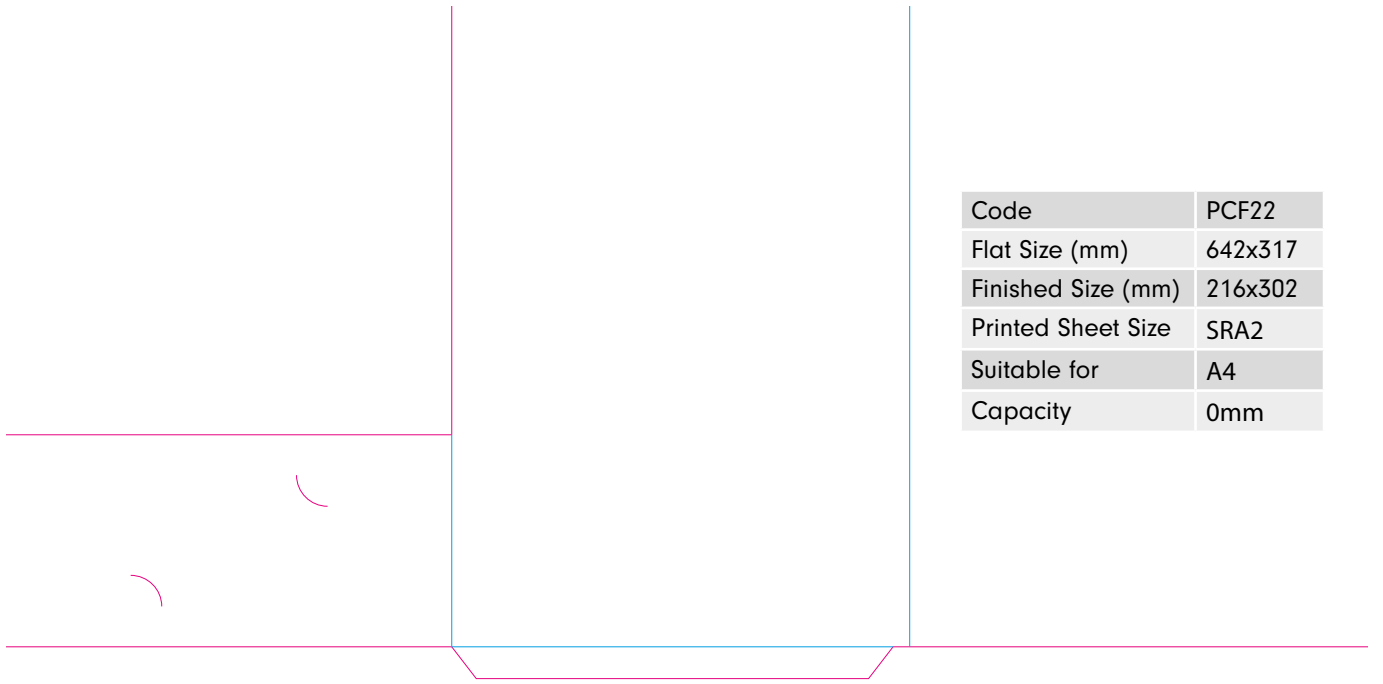 Code PCF22
Flat Size (mm) 642x317
Finished Size (mm) 216x302
Printed Sheet Size SRA2
Suitable for A4
Capacity 0mm